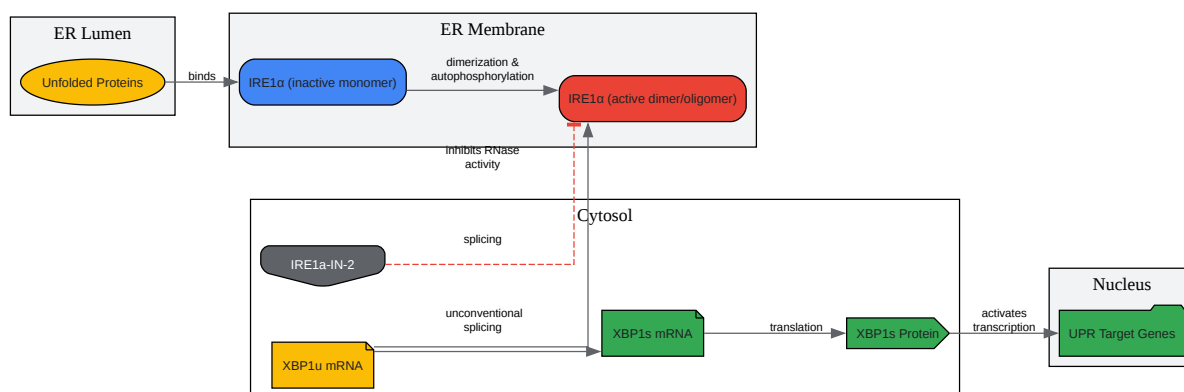 ER Lumen
Unfolded Proteins
binds
ER Membrane
IRE1α (inactive monomer)
dimerization &
autophosphorylation
IRE1α (active dimer/oligomer)
inhibits RNase
activity
Cytosol
IRE1a-IN-2
splicing
unconventional
splicing
XBP1u mRNA
XBP1s mRNA
translation
XBP1s Protein
activates
transcription
Nucleus
UPR Target Genes